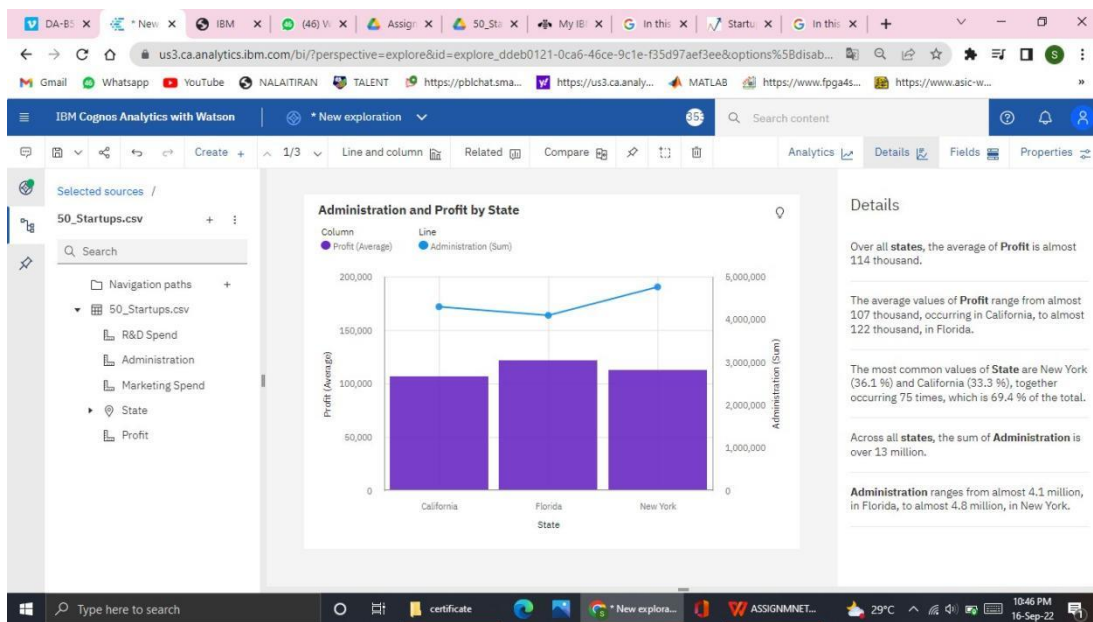 DA-BS
* New
IBM
(46) W
Assign
50_Sta
My IB
G In this
Startu
G In this
us3.ca.analytics.ibm.com/bi/?perspective=explore&id=explore_ddeb0121-0ca6-46ce-9c1e-f35d97aef3ee&options%5Bdisab...
S
Gmail
Whatsapp
YouTube
NALAITIRAN
TALENT
https://pblchat.sma...
https://us3.ca.analy...
MATLAB
https://www.fpga4s...
https://www.asic-w...
»
IBM Cognos Analytics with Watson
* New exploration
Search content
Create +
1/3
Line and column
Related
Compare
Analytics
Details
Fields
Properties
Selected sources /
50_Startups.csv
Search
Navigation paths
50_Startups.csv
R&D Spend
Administration
Marketing Spend
State
Profit
Administration and Profit by State
Column
Line
Profit (Average)
Administration (Sum)
200,000
150,000
100,000
50,000
0
Profit (Average)
5,000,000
4,000,000
3,000,000
2,000,000
1,000,000
0
Administration (Sum)
California
Florida
New York
State
Details
Over all states, the average of Profit is almost
114 thousand.
The average values of Profit range from almost
107 thousand, occurring in California, to almost
122 thousand, in Florida.
The most common values of State are New York
(36.1 %) and California (33.3 %), together
occurring 75 times, which is 69.4 % of the total.
Across all states, the sum of Administration is
over 13 million.
Administration ranges from almost 4.1 million,
in Florida, to almost 4.8 million, in New York.
Type here to search
certificate
* New explora...
ASSIGNMNET...
29°C
10:46 PM
16-Sep-22